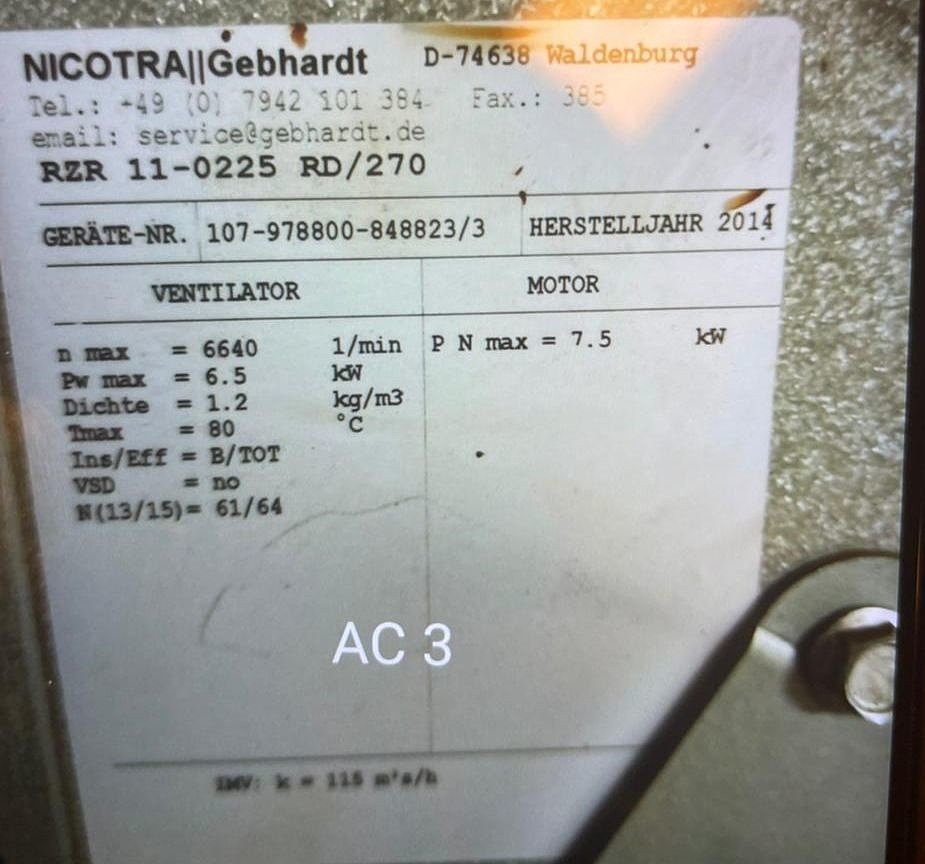 NICOTRA||Gebhardt D-74638 Waldenburg
Tel.: +49 (0) 7942 101 384 Fax.: 385
email: service@gebhardt.de
RZR 11-0225 RD/270
GERÄTE-NR. 107-978800-848823/3 HERSTELLJAHR 2014
VENTILATOR MOTOR
n max = 6640 1/min P N max = 7.5 kW
Pw max = 6.5 kW
Dichte = 1.2 kg/m3
Tmax = 80 °C
Ins/Eff = B/TOT
VSD = no
N(13/15)= 61/64
AC 3
IMV: k = 115 m²s/h